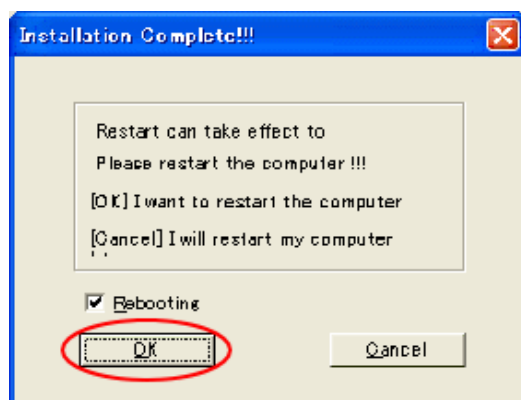 Installation Complete!!!
Restart can take effect to
Please restart the computer !!!
[OK] I want to restart the computer
[Cancel] I will restart my computer
Rebooting
OK
Cancel